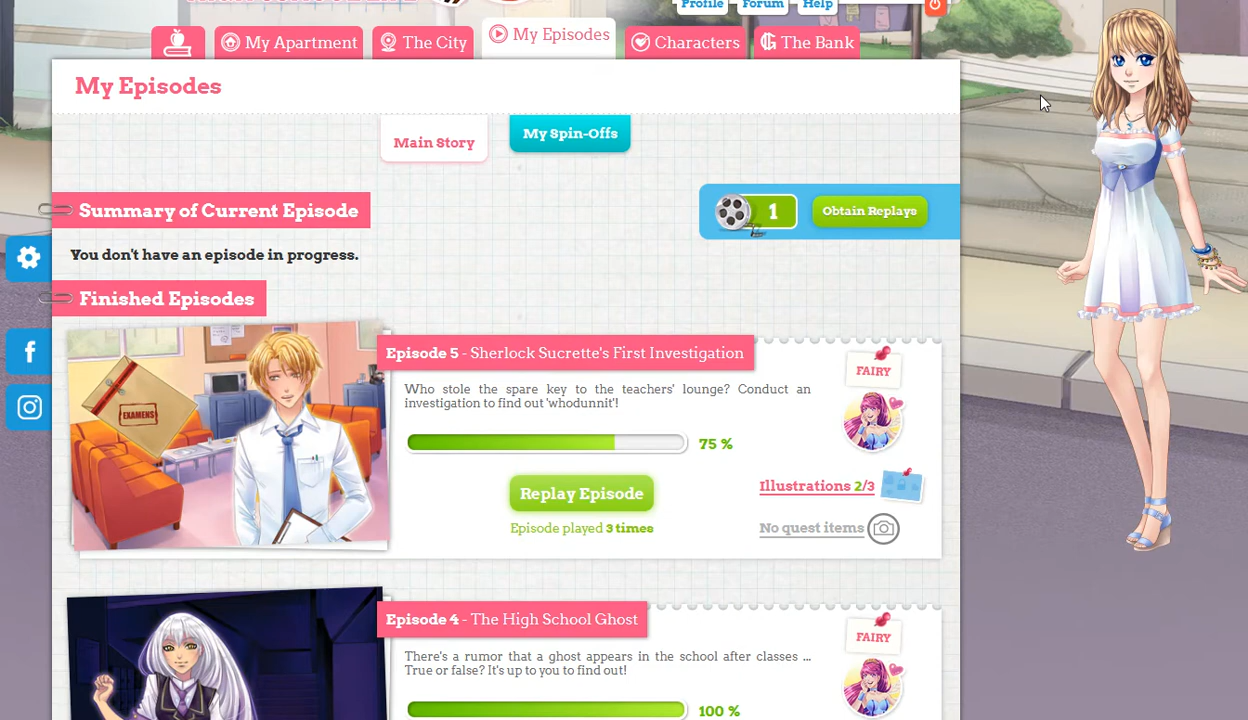 Profile
Forum
Help
My Apartment
The City
My Episodes
Characters
The Bank
My Episodes
Main Story
My Spin-Offs
Summary of Current Episode
1
Obtain Replays
You don't have an episode in progress.
Finished Episodes
EXAMENS
Episode 5 - Sherlock Sucrette's First Investigation
Who stole the spare key to the teachers' lounge? Conduct an
investigation to find out 'whodunnit'!
FAIRY
75 %
Replay Episode
Illustrations 2/3
Episode played 3 times
No quest items
Episode 4 - The High School Ghost
There's a rumor that a ghost appears in the school after classes ...
True or false? It's up to you to find out!
FAIRY
100 %